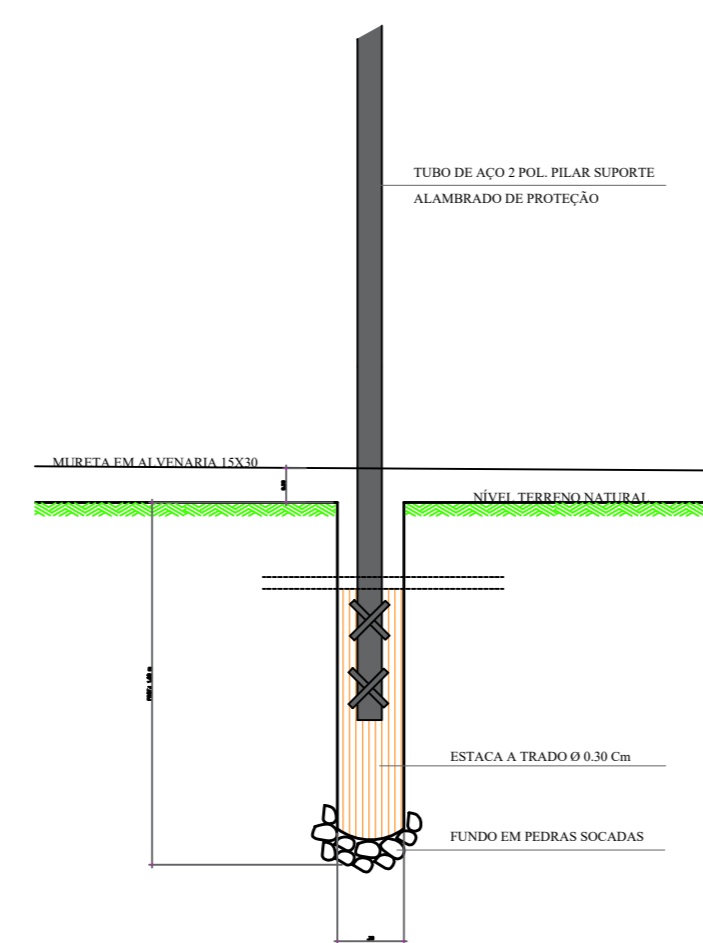 TUBO DE AÇO 2 POL. PILAR SUPORTE
ALAMBRADO DE PROTEÇÃO
MURETA EM ALVENARIA 15X30
NÍVEL TERRENO NATURAL
ESTACA A TRADO Ø 0.30 Cm
FUNDO EM PEDRAS SOCADAS